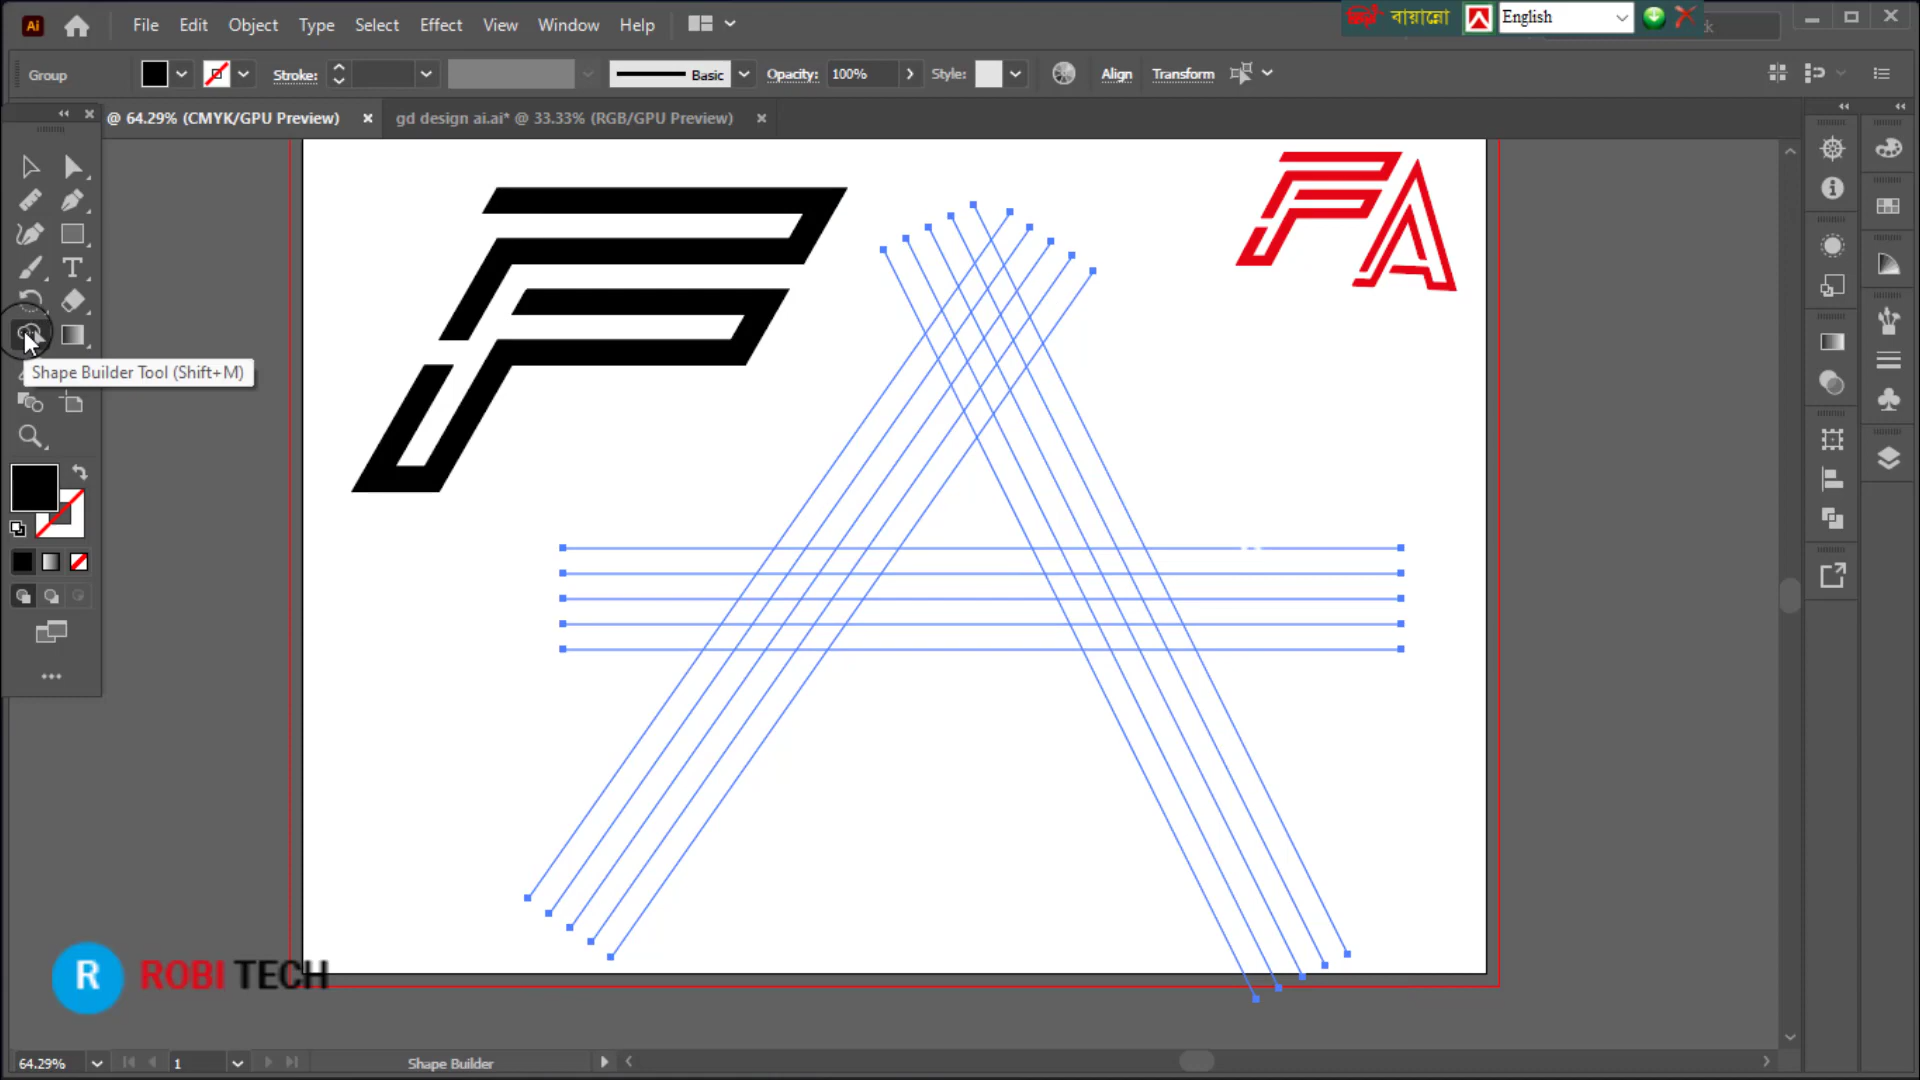 Ai File Edit Object Type Select Effect View Window Help
বায়ান্নো English
Group Stroke: Basic Opacity: 100% Style: Align Transform
@ 64.29% (CMYK/GPU Preview) × gd design ai.ai* @ 33.33% (RGB/GPU Preview) ×
FA
F
T
Shape Builder Tool (Shift+M)
R ROBI TECH
64.29% 1 Shape Builder